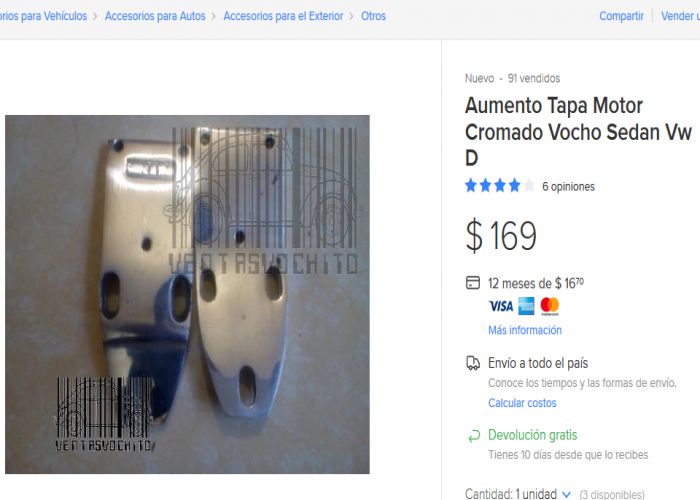 orios para Vehículos > Accesorios para Autos > Accesorios para el Exterior > Otros
Compartir
Vender u
Nuevo - 91 vendidos
Aumento Tapa Motor
Cromado Vocho Sedan Vw
D
6 opiniones
$ 169
12 meses de $ 16⁷⁰
VISA
Más información
Envío a todo el país
Conoce los tiempos y las formas de envío.
Calcular costos
Devolución gratis
Tienes 10 días desde que lo recibes
Cantidad: 1 unidad
(3 disponibles)
VENTASVOCHITO
VENTASVOCHITO